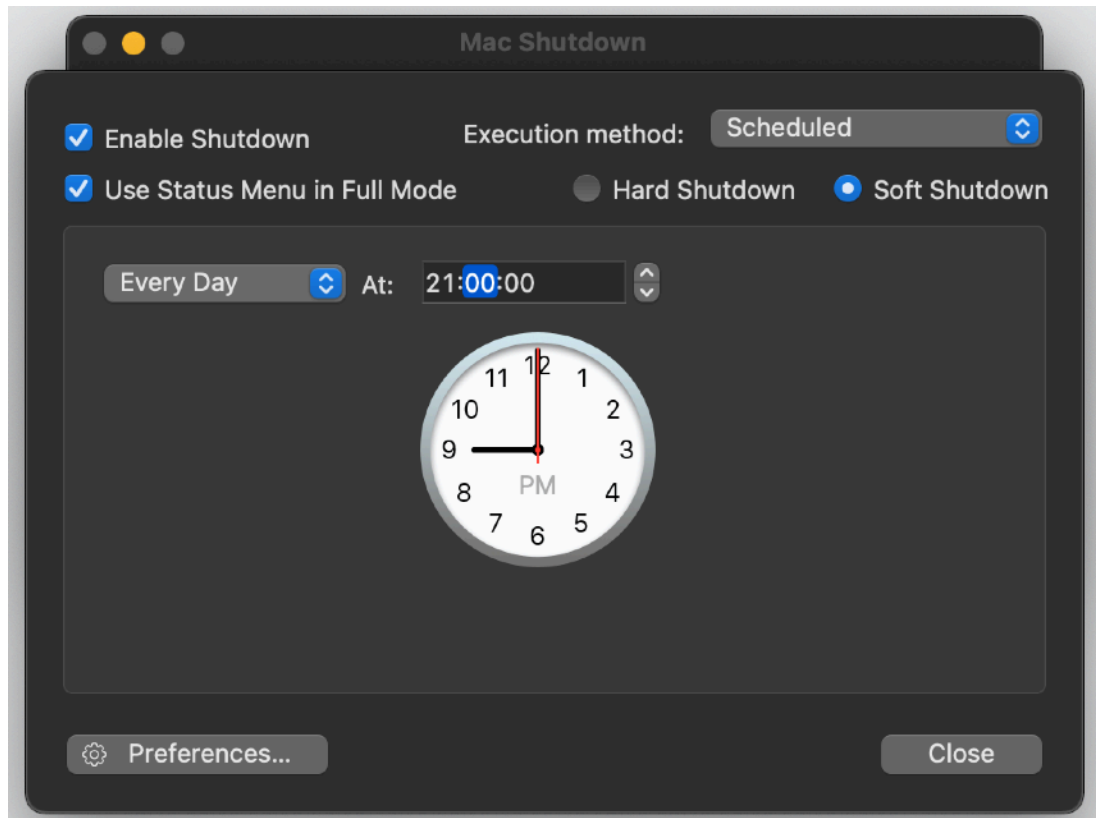 Mac Shutdown
Enable Shutdown
Execution method: Scheduled
Use Status Menu in Full Mode
Hard Shutdown
Soft Shutdown
Every Day At: 21:00:00
12
11 1
10 2
9 3
PM
8 4
7 5
6
Preferences...
Close